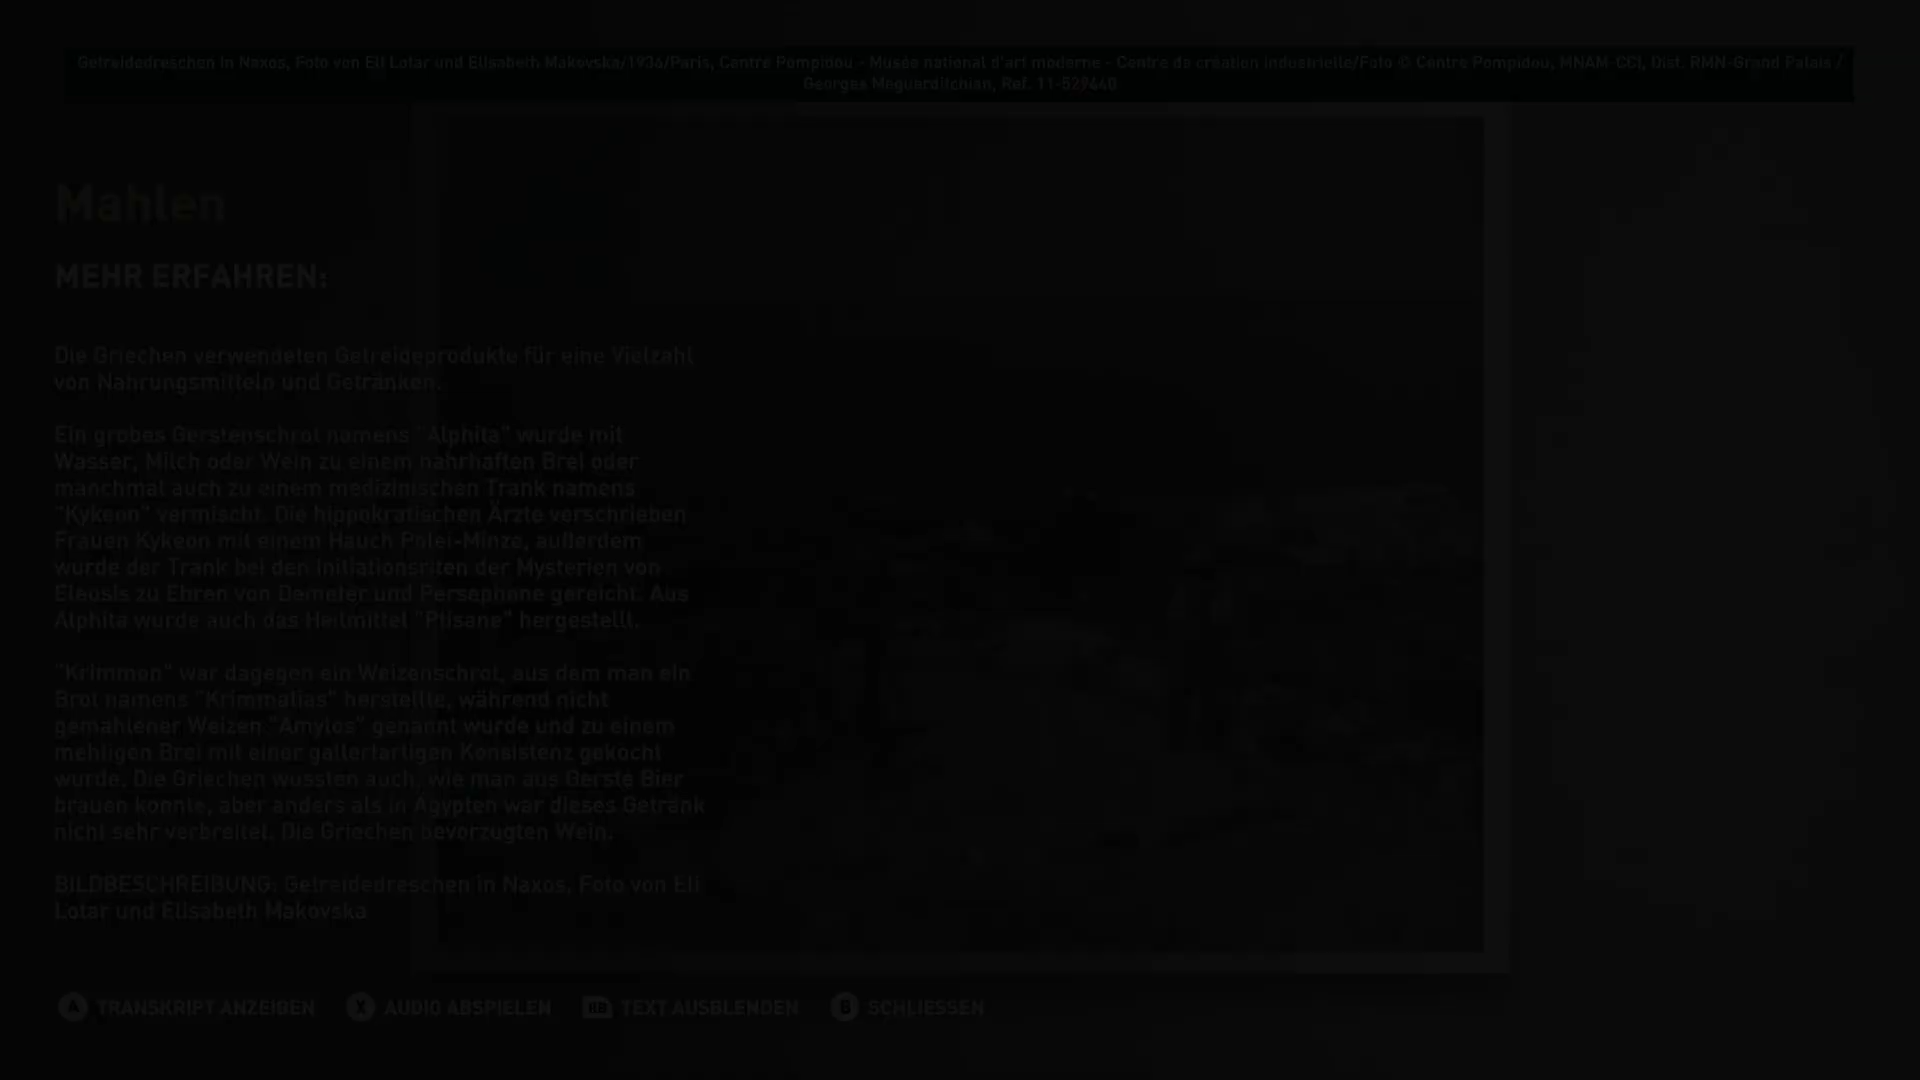 Getreidedreschen in Naxos, Foto von Eli Lotar und Elisabeth Makovska/1936/Paris, Centre Pompidou - Musée national d'art moderne - Centre de création industrielle/Foto © Centre Pompidou, MNAM-CCI, Dist. RMN-Grand Palais /
Georges Meguerditchian, Ref. 11-529440
Mahlen
MEHR ERFAHREN:
Die Griechen verwendeten Getreideprodukte für eine Vielzahl
von Nahrungsmitteln und Getränken.
Ein grobes Gerstenschrot namens "Alphita" wurde mit
Wasser, Milch oder Wein zu einem nahrhaften Brei oder
manchmal auch zu einem medizinischen Trank namens
"Kykeon" vermischt. Die hippokratischen Ärzte verschrieben
Frauen Kykeon mit einem Hauch Polei-Minze, außerdem
wurde der Trank bei den Initiationsriten der Mysterien von
Eleusis zu Ehren von Demeter und Persephone gereicht. Aus
Alphita wurde auch das Heilmittel "Ptisane" hergestellt.
"Krimmon" war dagegen ein Weizenschrot, aus dem man ein
Brot namens "Krimmatias" herstellte, während nicht
gemahlener Weizen "Amylos" genannt wurde und zu einem
mehligen Brei mit einer gallertartigen Konsistenz gekocht
wurde. Die Griechen wussten auch, wie man aus Gerste Bier
brauen konnte, aber anders als in Ägypten war dieses Getränk
nicht sehr verbreitet. Die Griechen bevorzugten Wein.
BILDBESCHREIBUNG: Getreidedreschen in Naxos, Foto von Eli
Lotar und Elisabeth Makovska
A TRANSKRIPT ANZEIGEN X AUDIO ABSPIELEN RB TEXT AUSBLENDEN B SCHLIESSEN